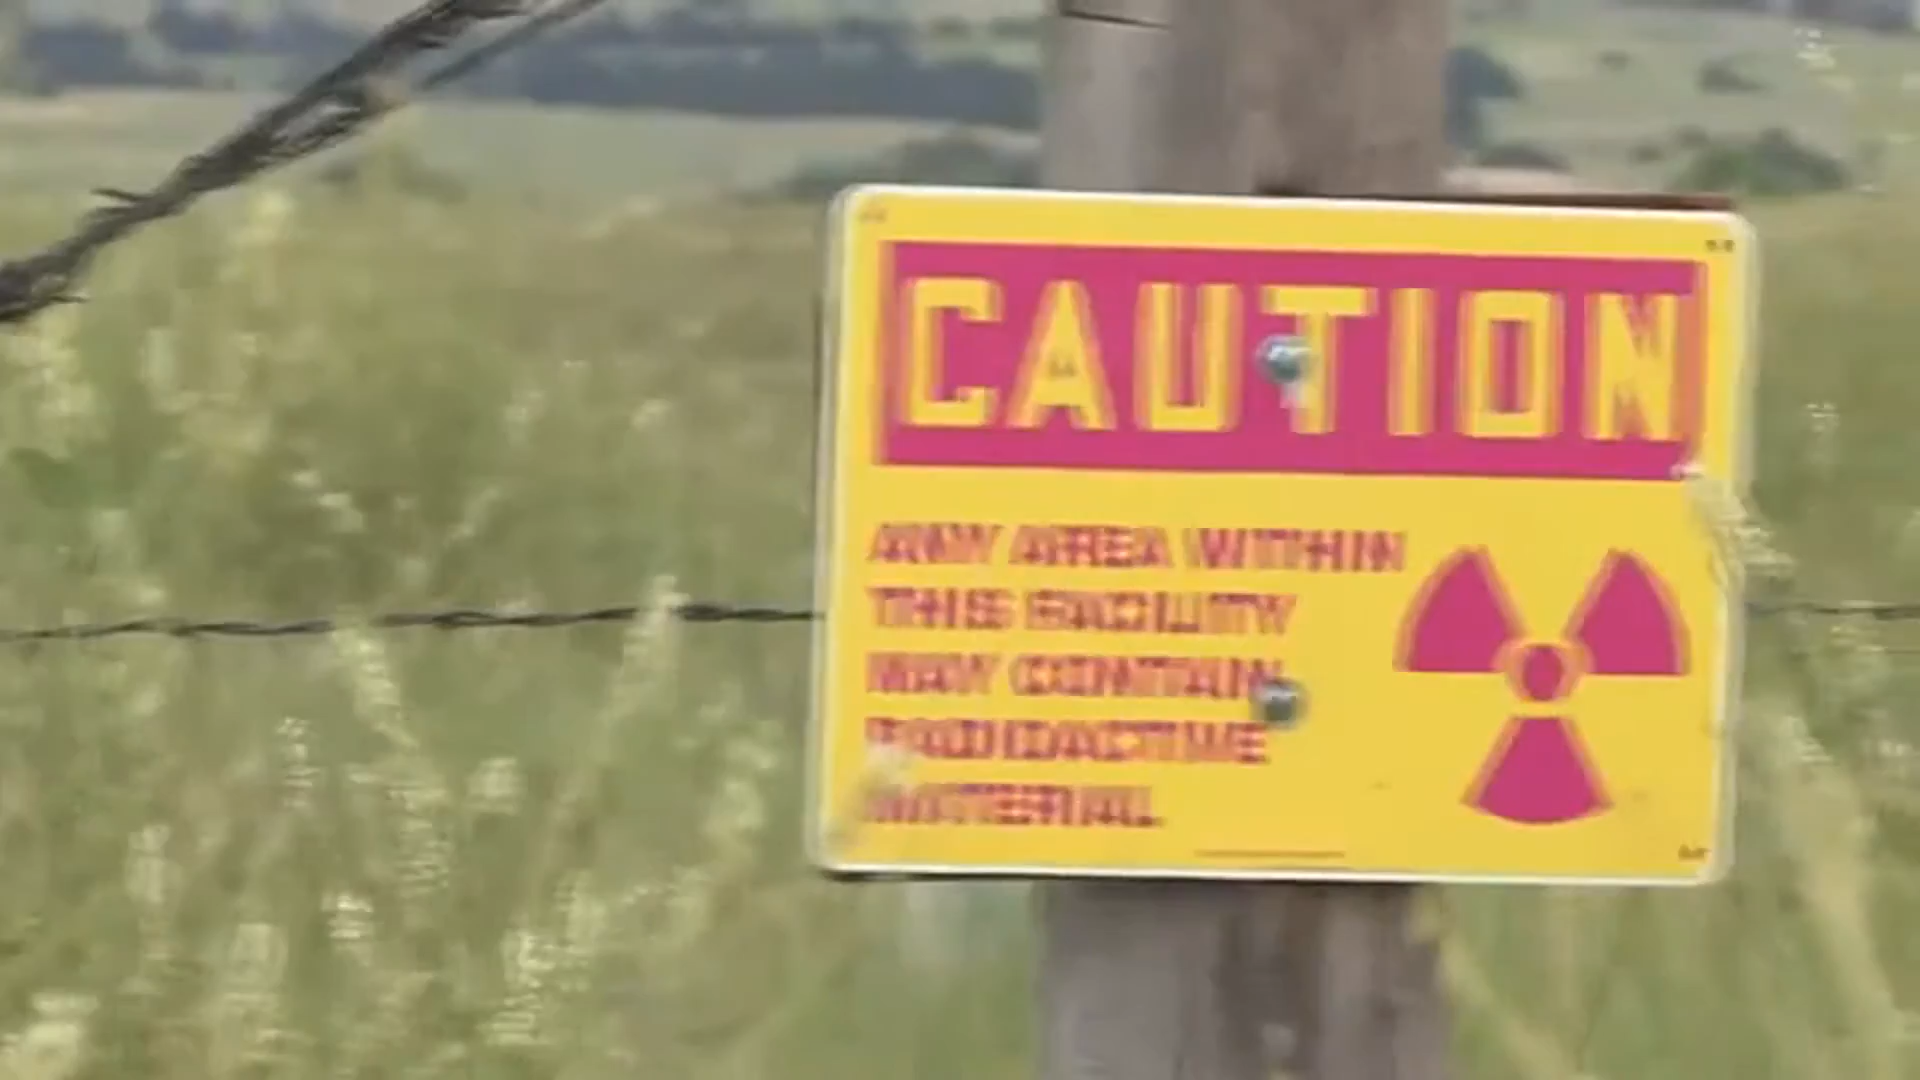 CAUTION
ANY AREA WITHIN
THIS FACILITY
MAY CONTAIN
RADIOACTIVE
MATERIAL